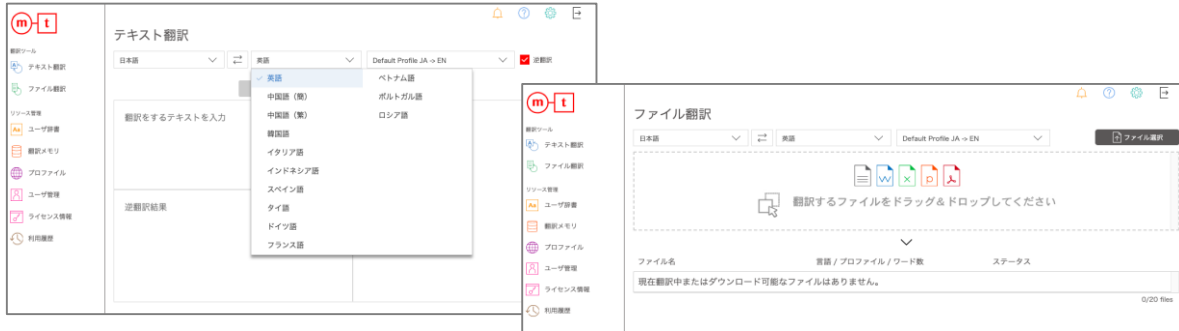 m-t
テキスト翻訳
翻訳ツール
テキスト翻訳
ファイル翻訳
リソース管理
Aa ユーザ辞書
翻訳メモリ
プロファイル
ユーザ管理
ライセンス情報
利用履歴
日本語
英語
Default Profile JA -> EN
逆翻訳
英語
中国語（簡）
中国語（繁）
韓国語
イタリア語
インドネシア語
スペイン語
タイ語
ドイツ語
フランス語
ベトナム語
ポルトガル語
ロシア語
翻訳をするテキストを入力
逆翻訳結果
m-t
ファイル翻訳
翻訳ツール
テキスト翻訳
ファイル翻訳
リソース管理
Aa ユーザ辞書
翻訳メモリ
プロファイル
ユーザ管理
ライセンス情報
利用履歴
日本語
英語
Default Profile JA -> EN
ファイル選択
翻訳するファイルをドラッグ＆ドロップしてください
ファイル名
言語 / プロファイル / ワード数
ステータス
現在翻訳中またはダウンロード可能なファイルはありません。
0/20 files